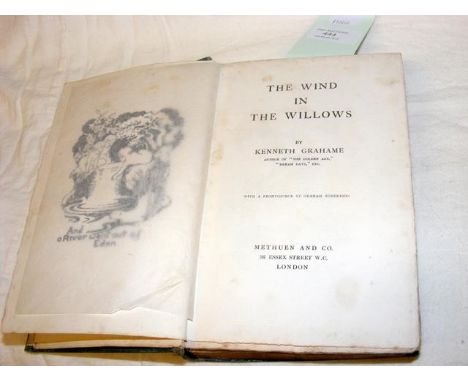 And
a River went out of
Eden
THE WIND
IN
THE WILLOWS
BY
KENNETH GRAHAME
AUTHOR OF "THE GOLDEN AGE,"
"DREAM DAYS," ETC.
WITH A FRONTISPIECE BY GRAHAM ROBERTSON
METHUEN AND CO.
36 ESSEX STREET W.C.
LONDON